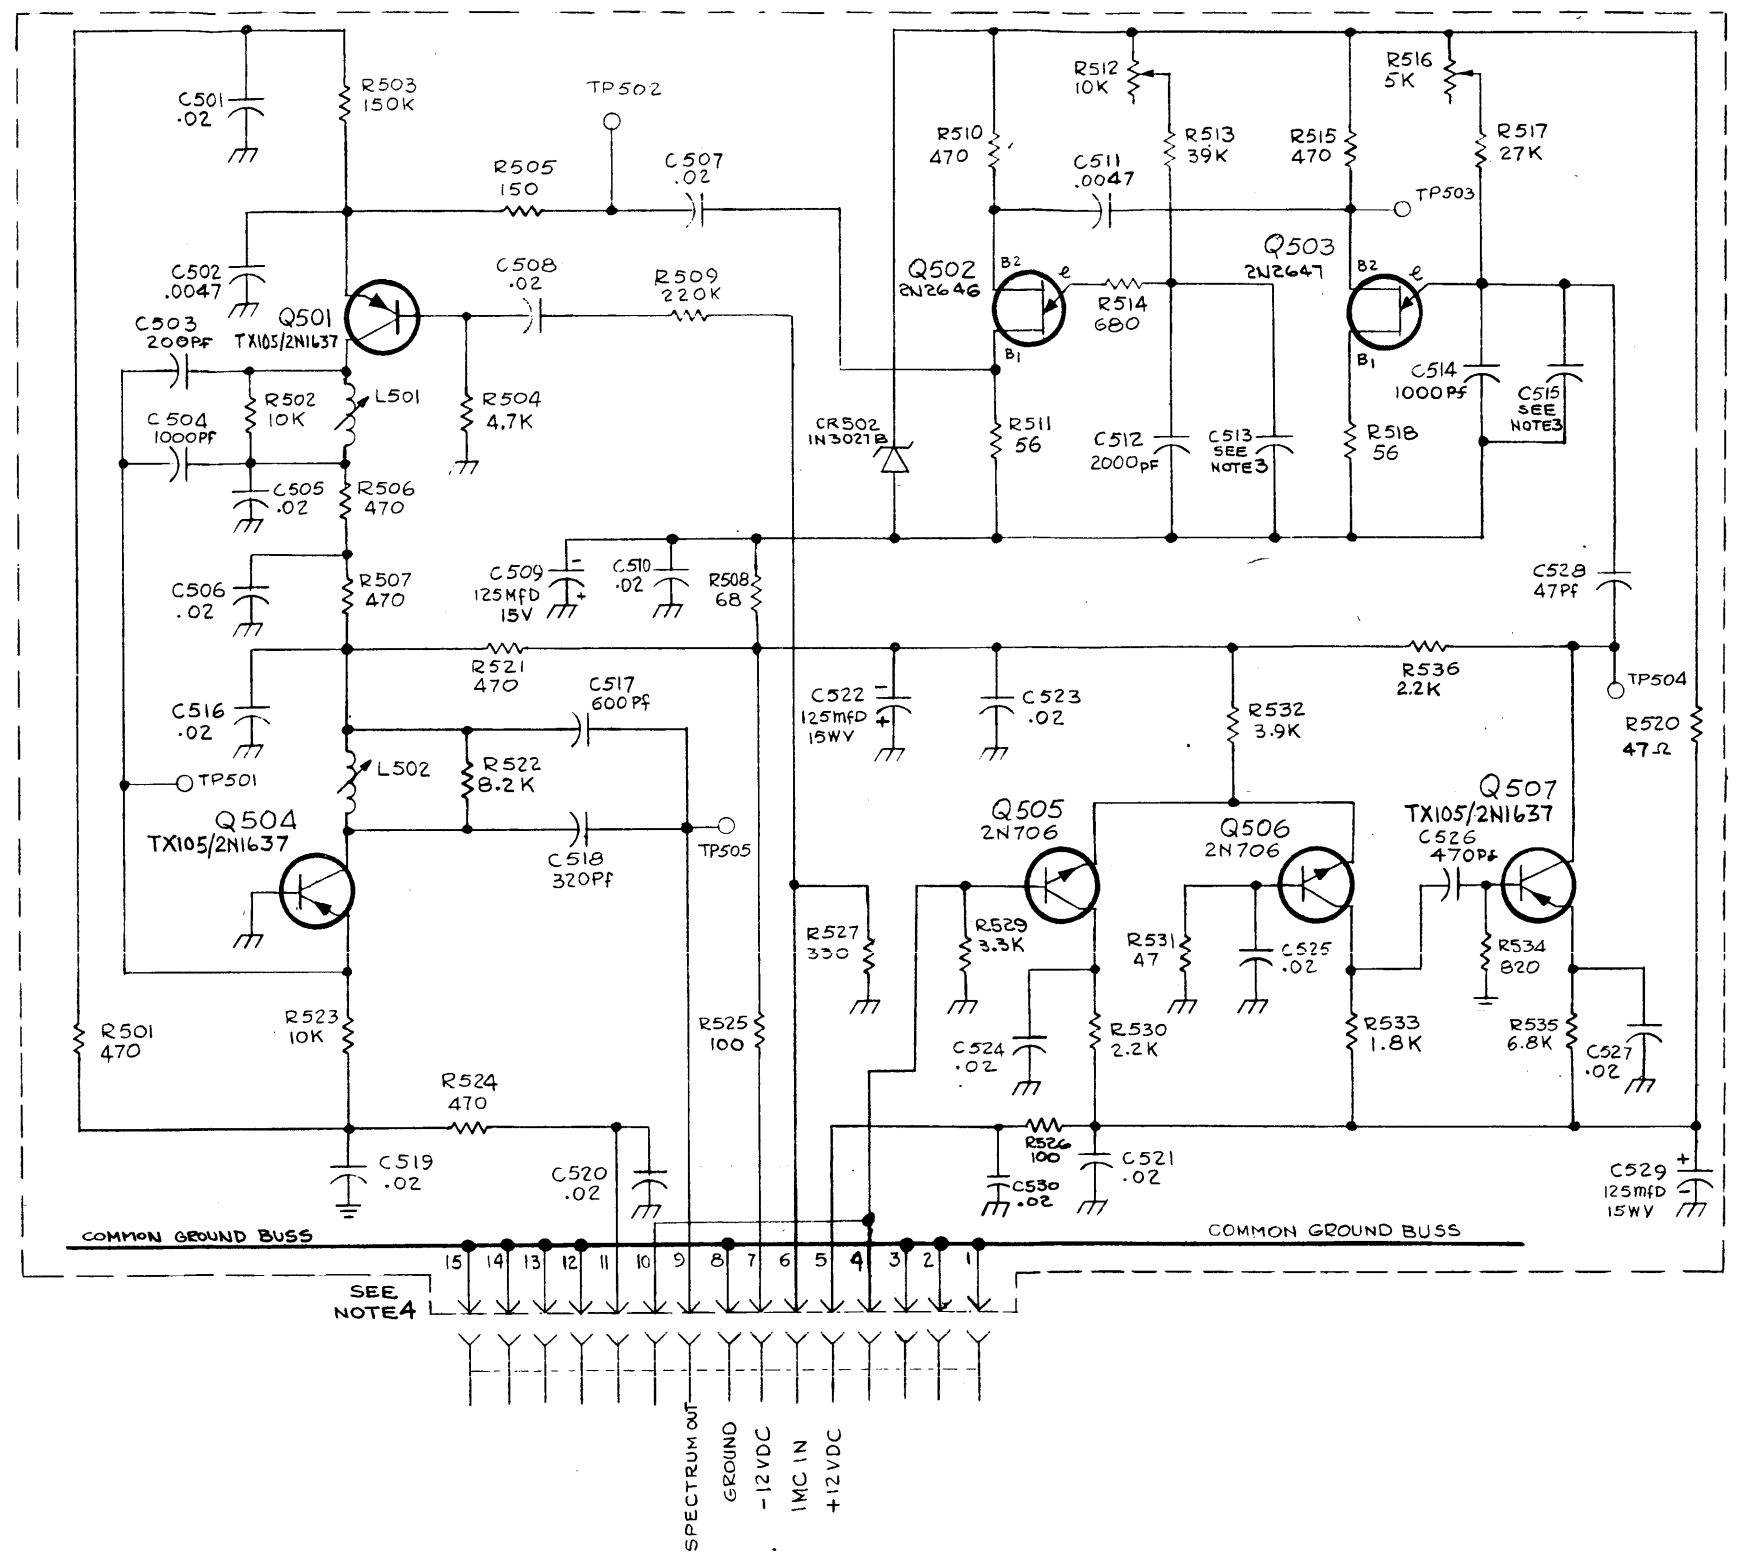 C501
.02
R503
150K
TP502
R505
150
C507
.02
R510
470
C511
.0047
R512
10K
R513
39K
R515
470
R516
5K
R517
27K
TP503
C502
.0047
Q501
TX105/2N1637
C508
.02
R509
220K
Q502
2N2646
B2
e
B1
R514
680
Q503
2N2647
B2
e
B1
C503
200Pf
R502
10K
L501
R504
4.7K
C504
1000Pf
C505
.02
R506
470
CR502
1N3027B
R511
56
C512
2000pF
C513
SEE
NOTE3
R518
56
C514
1000Pf
C515
SEE
NOTE3
C506
.02
R507
470
C509
125MfD
15V
-
+
C510
.02
R508
68
C528
47Pf
R521
470
C516
.02
C517
600Pf
C522
125mfD
15WV
-
+
C523
.02
R532
3.9K
R536
2.2K
TP504
R520
47Ω
L502
R522
8.2K
TP501
Q504
TX105/2N1637
C518
320Pf
TP505
Q505
2N706
Q506
2N706
Q507
TX105/2N1637
C526
470Pf
R527
330
R529
3.3K
R531
47
C525
.02
R534
820
R501
470
R523
10K
R525
100
C524
.02
R530
2.2K
R533
1.8K
R535
6.8K
C527
.02
R524
470
C519
.02
C520
.02
R526
100
C530
.02
C521
.02
C529
125mfD
15WV
+
-
COMMON GROUND BUSS
COMMON GROUND BUSS
15 14 13 12 11 10 9 8 7 6 5 4 3 2 1
SEE
NOTE4
SPECTRUM OUT
GROUND
-12VDC
1MC IN
+12VDC